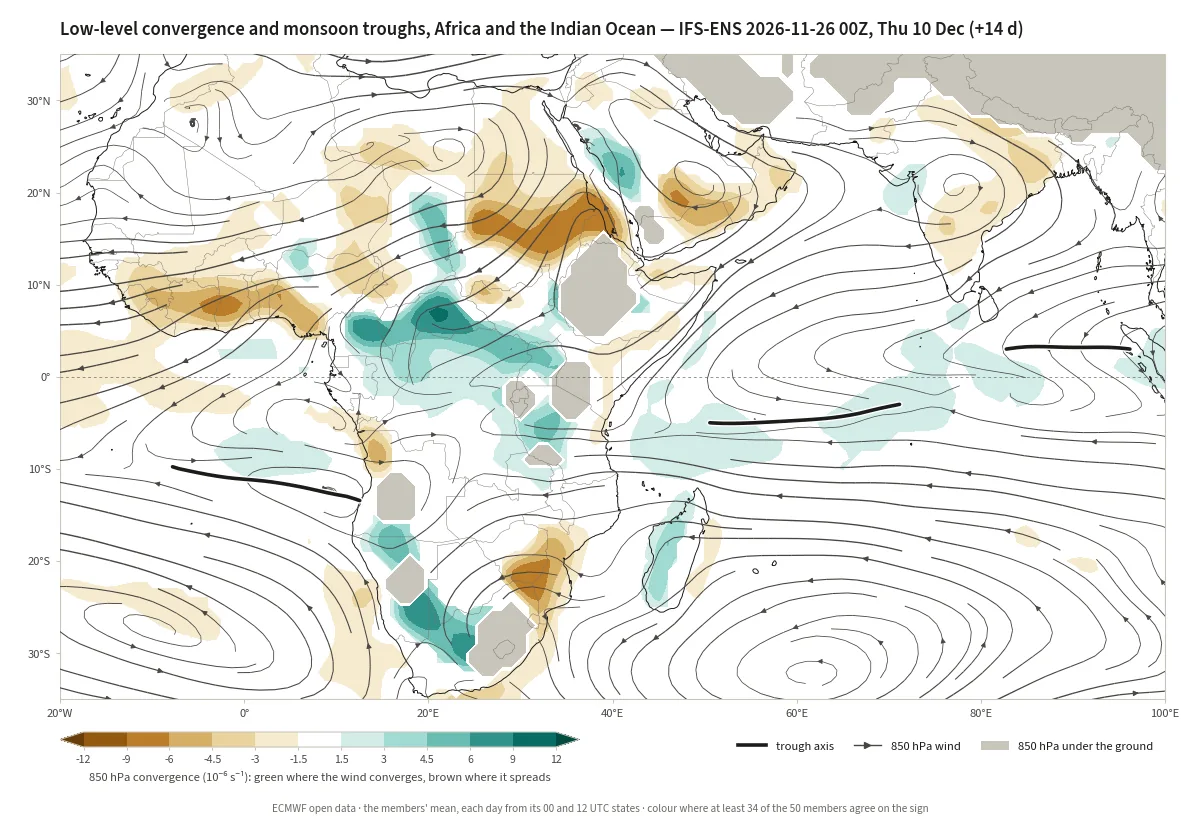 Low-level convergence and monsoon troughs, Africa and the Indian Ocean — IFS-ENS 2026-11-26 00Z, Thu 10 Dec (+14 d)
30°N
20°N
10°N
0°
10°S
20°S
30°S
20°W 0° 20°E 40°E 60°E 80°E 100°E
-12 -9 -6 -4.5 -3 -1.5 1.5 3 4.5 6 9 12
850 hPa convergence (10⁻⁶ s⁻¹): green where the wind converges, brown where it spreads
trough axis 850 hPa wind 850 hPa under the ground
ECMWF open data · the members' mean, each day from its 00 and 12 UTC states · colour where at least 34 of the 50 members agree on the sign